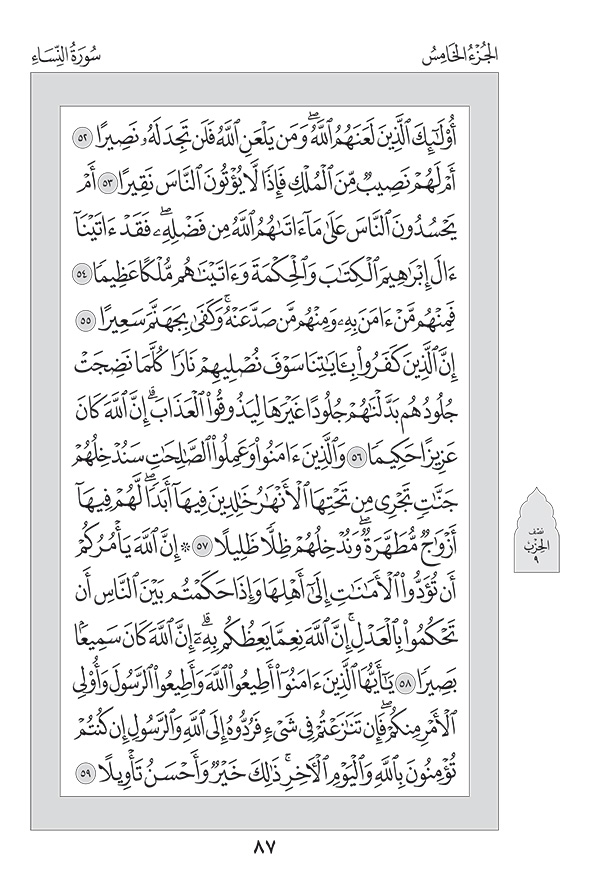 الجُزْءُ الخَامِسُ
سُورَةُ النِّسَاءِ
أُوْلَٰٓئِكَ ٱلَّذِينَ لَعَنَهُمُ ٱللَّهُۖ وَمَن يَلْعَنِ ٱللَّهُ فَلَن تَجِدَ لَهُۥ نَصِيرًا ٥٢
أَمْ لَهُمْ نَصِيبٌ مِّنَ ٱلْمُلْكِ فَإِذًا لَّا يُؤْتُونَ ٱلنَّاسَ نَقِيرًا ٥٣ أَمْ
يَحْسُدُونَ ٱلنَّاسَ عَلَىٰ مَآ ءَاتَىٰهُمُ ٱللَّهُ مِن فَضْلِهِۦۖ فَقَدْ ءَاتَيْنَآ
ءَالَ إِبْرَٰهِيمَ ٱلْكِتَٰبَ وَٱلْحِكْمَةَ وَءَاتَيْنَٰهُم مُّلْكًا عَظِيمًا ٥٤
فَمِنْهُم مَّنْ ءَامَنَ بِهِۦ وَمِنْهُم مَّن صَدَّ عَنْهُۚ وَكَفَىٰ بِجَهَنَّمَ سَعِيرًا ٥٥
إِنَّ ٱلَّذِينَ كَفَرُوا۟ بِـَٔايَٰتِنَا سَوْفَ نُصْلِيهِمْ نَارًا كُلَّمَا نَضِجَتْ
جُلُودُهُم بَدَّلْنَٰهُمْ جُلُودًا غَيْرَهَا لِيَذُوقُوا۟ ٱلْعَذَابَۗ إِنَّ ٱللَّهَ كَانَ
عَزِيزًا حَكِيمًا ٥٦ وَٱلَّذِينَ ءَامَنُوا۟ وَعَمِلُوا۟ ٱلصَّٰلِحَٰتِ سَنُدْخِلُهُمْ
جَنَّٰتٍ تَجْرِى مِن تَحْتِهَا ٱلْأَنْهَٰرُ خَٰلِدِينَ فِيهَآ أَبَدًاۖ لَّهُمْ فِيهَآ
أَزْوَٰجٌ مُّطَهَّرَةٌۖ وَنُدْخِلُهُمْ ظِلًّا ظَلِيلًا ٥٧ ۞ إِنَّ ٱللَّهَ يَأْمُرُكُمْ
أَن تُؤَدُّوا۟ ٱلْأَمَٰنَٰتِ إِلَىٰٓ أَهْلِهَا وَإِذَا حَكَمْتُم بَيْنَ ٱلنَّاسِ أَن
تَحْكُمُوا۟ بِٱلْعَدْلِۚ إِنَّ ٱللَّهَ نِعِمَّا يَعِظُكُم بِهِۦٓۗ إِنَّ ٱللَّهَ كَانَ سَمِيعًۢا
بَصِيرًا ٥٨ يَٰٓأَيُّهَا ٱلَّذِينَ ءَامَنُوٓا۟ أَطِيعُوا۟ ٱللَّهَ وَأَطِيعُوا۟ ٱلرَّسُولَ وَأُو۟لِى
ٱلْأَمْرِ مِنكُمْۖ فَإِن تَنَٰزَعْتُمْ فِى شَىْءٍ فَرُدُّوهُ إِلَى ٱللَّهِ وَٱلرَّسُولِ إِن كُنتُمْ
تُؤْمِنُونَ بِٱللَّهِ وَٱلْيَوْمِ ٱلْـَٔاخِرِۚ ذَٰلِكَ خَيْرٌ وَأَحْسَنُ تَأْوِيلًا ٥٩
نصف
الحزب
٩
٨٧